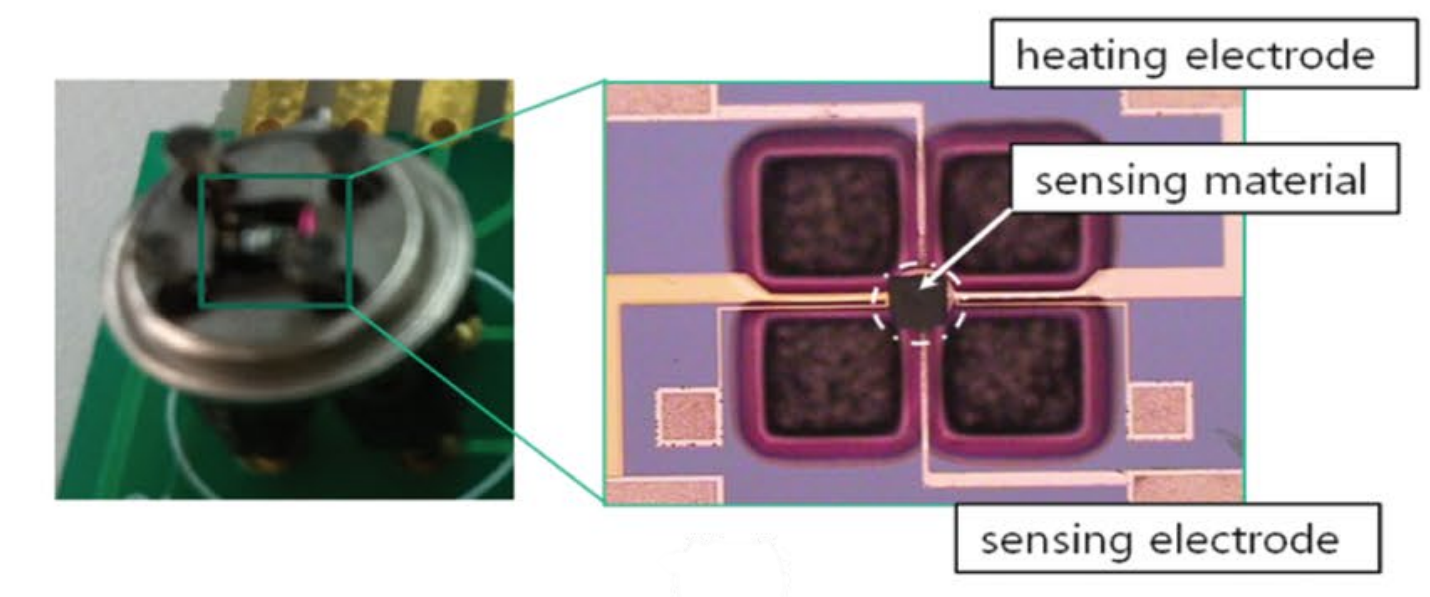 heating electrode
sensing material
sensing electrode